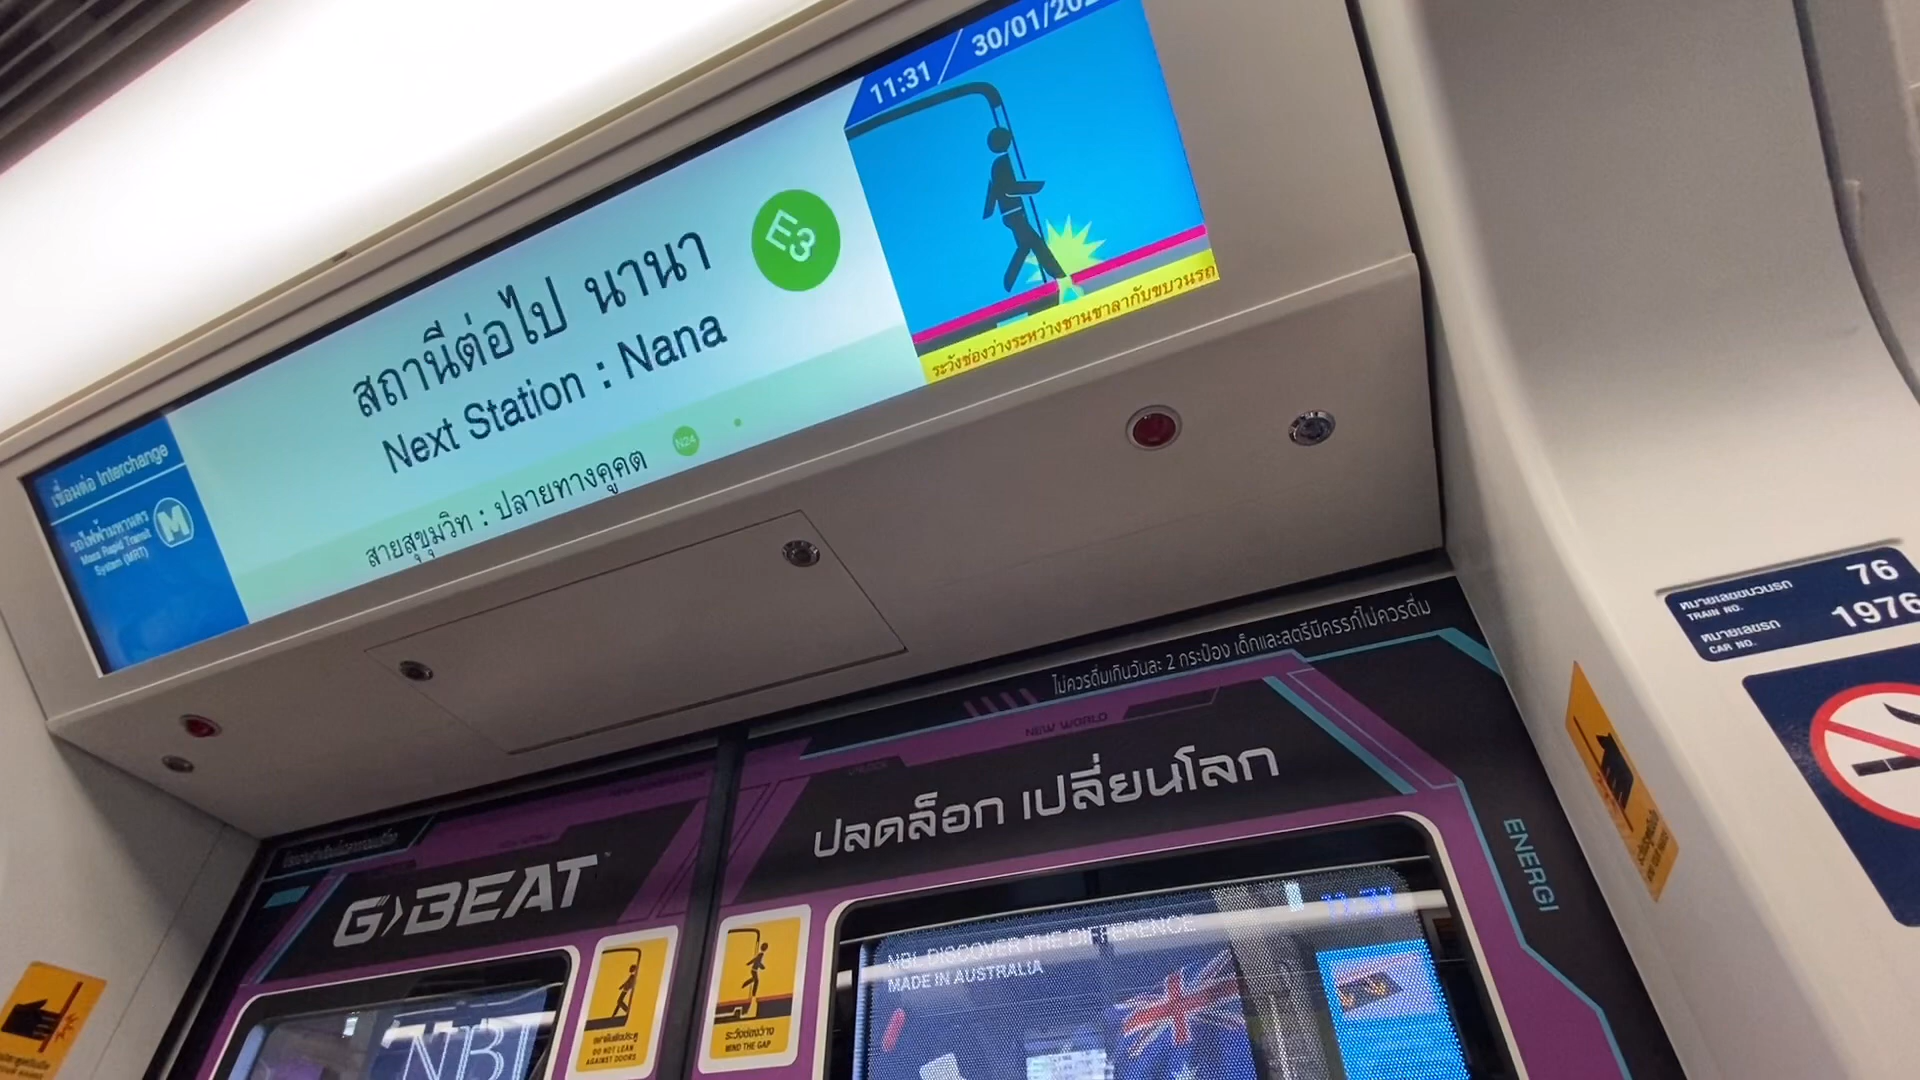 11:31
30/01/202
สถานีต่อไป นานา
Next Station : Nana
E3
สายสุขุมวิท : ปลายทางคูคต N24
ระวังช่องว่างระหว่างชานชาลากับขบวนรถ
เชื่อมต่อ Interchange
รถไฟฟ้ามหานคร
Mass Rapid Transit
System (MRT)
M
หมายเลขขบวนรถ
TRAIN NO.
76
หมายเลขรถ
CAR NO.
1976
ไม่ควรดื่มเกินวันละ 2 กระป๋อง เด็กและสตรีมีครรภ์ไม่ควรดื่ม
NEW WORLD
ปลดล็อก เปลี่ยนโลก
G BEAT
ENERGI
DO NOT LEAN
AGAINST DOORS
ระวังช่องว่าง
MIND THE GAP
NBL DISCOVER THE DIFFERENCE
MADE IN AUSTRALIA
11:31